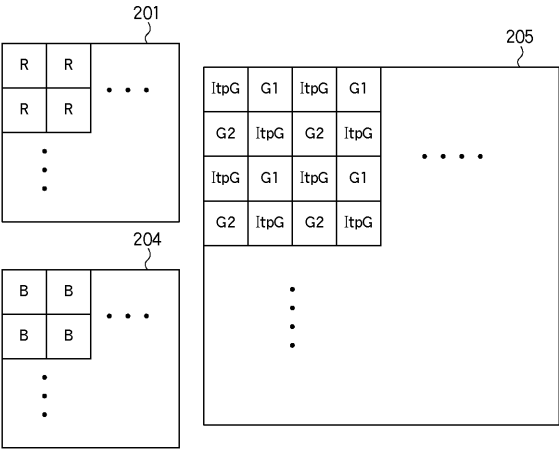 201
R R
R R
204
B B
B B
205
ItpG G1 ItpG G1
G2 ItpG G2 ItpG
ItpG G1 ItpG G1
G2 ItpG G2 ItpG